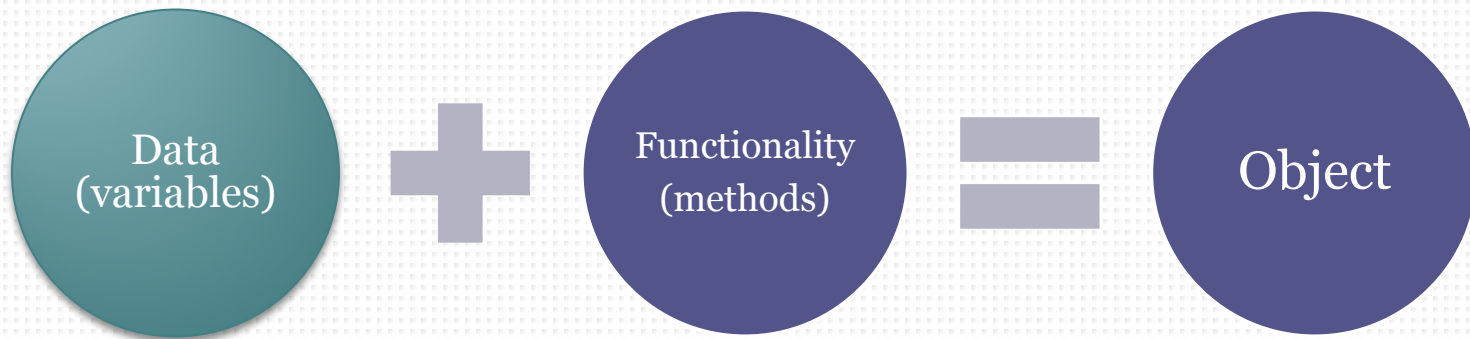 Data
(variables)
Functionality
(methods)
Object